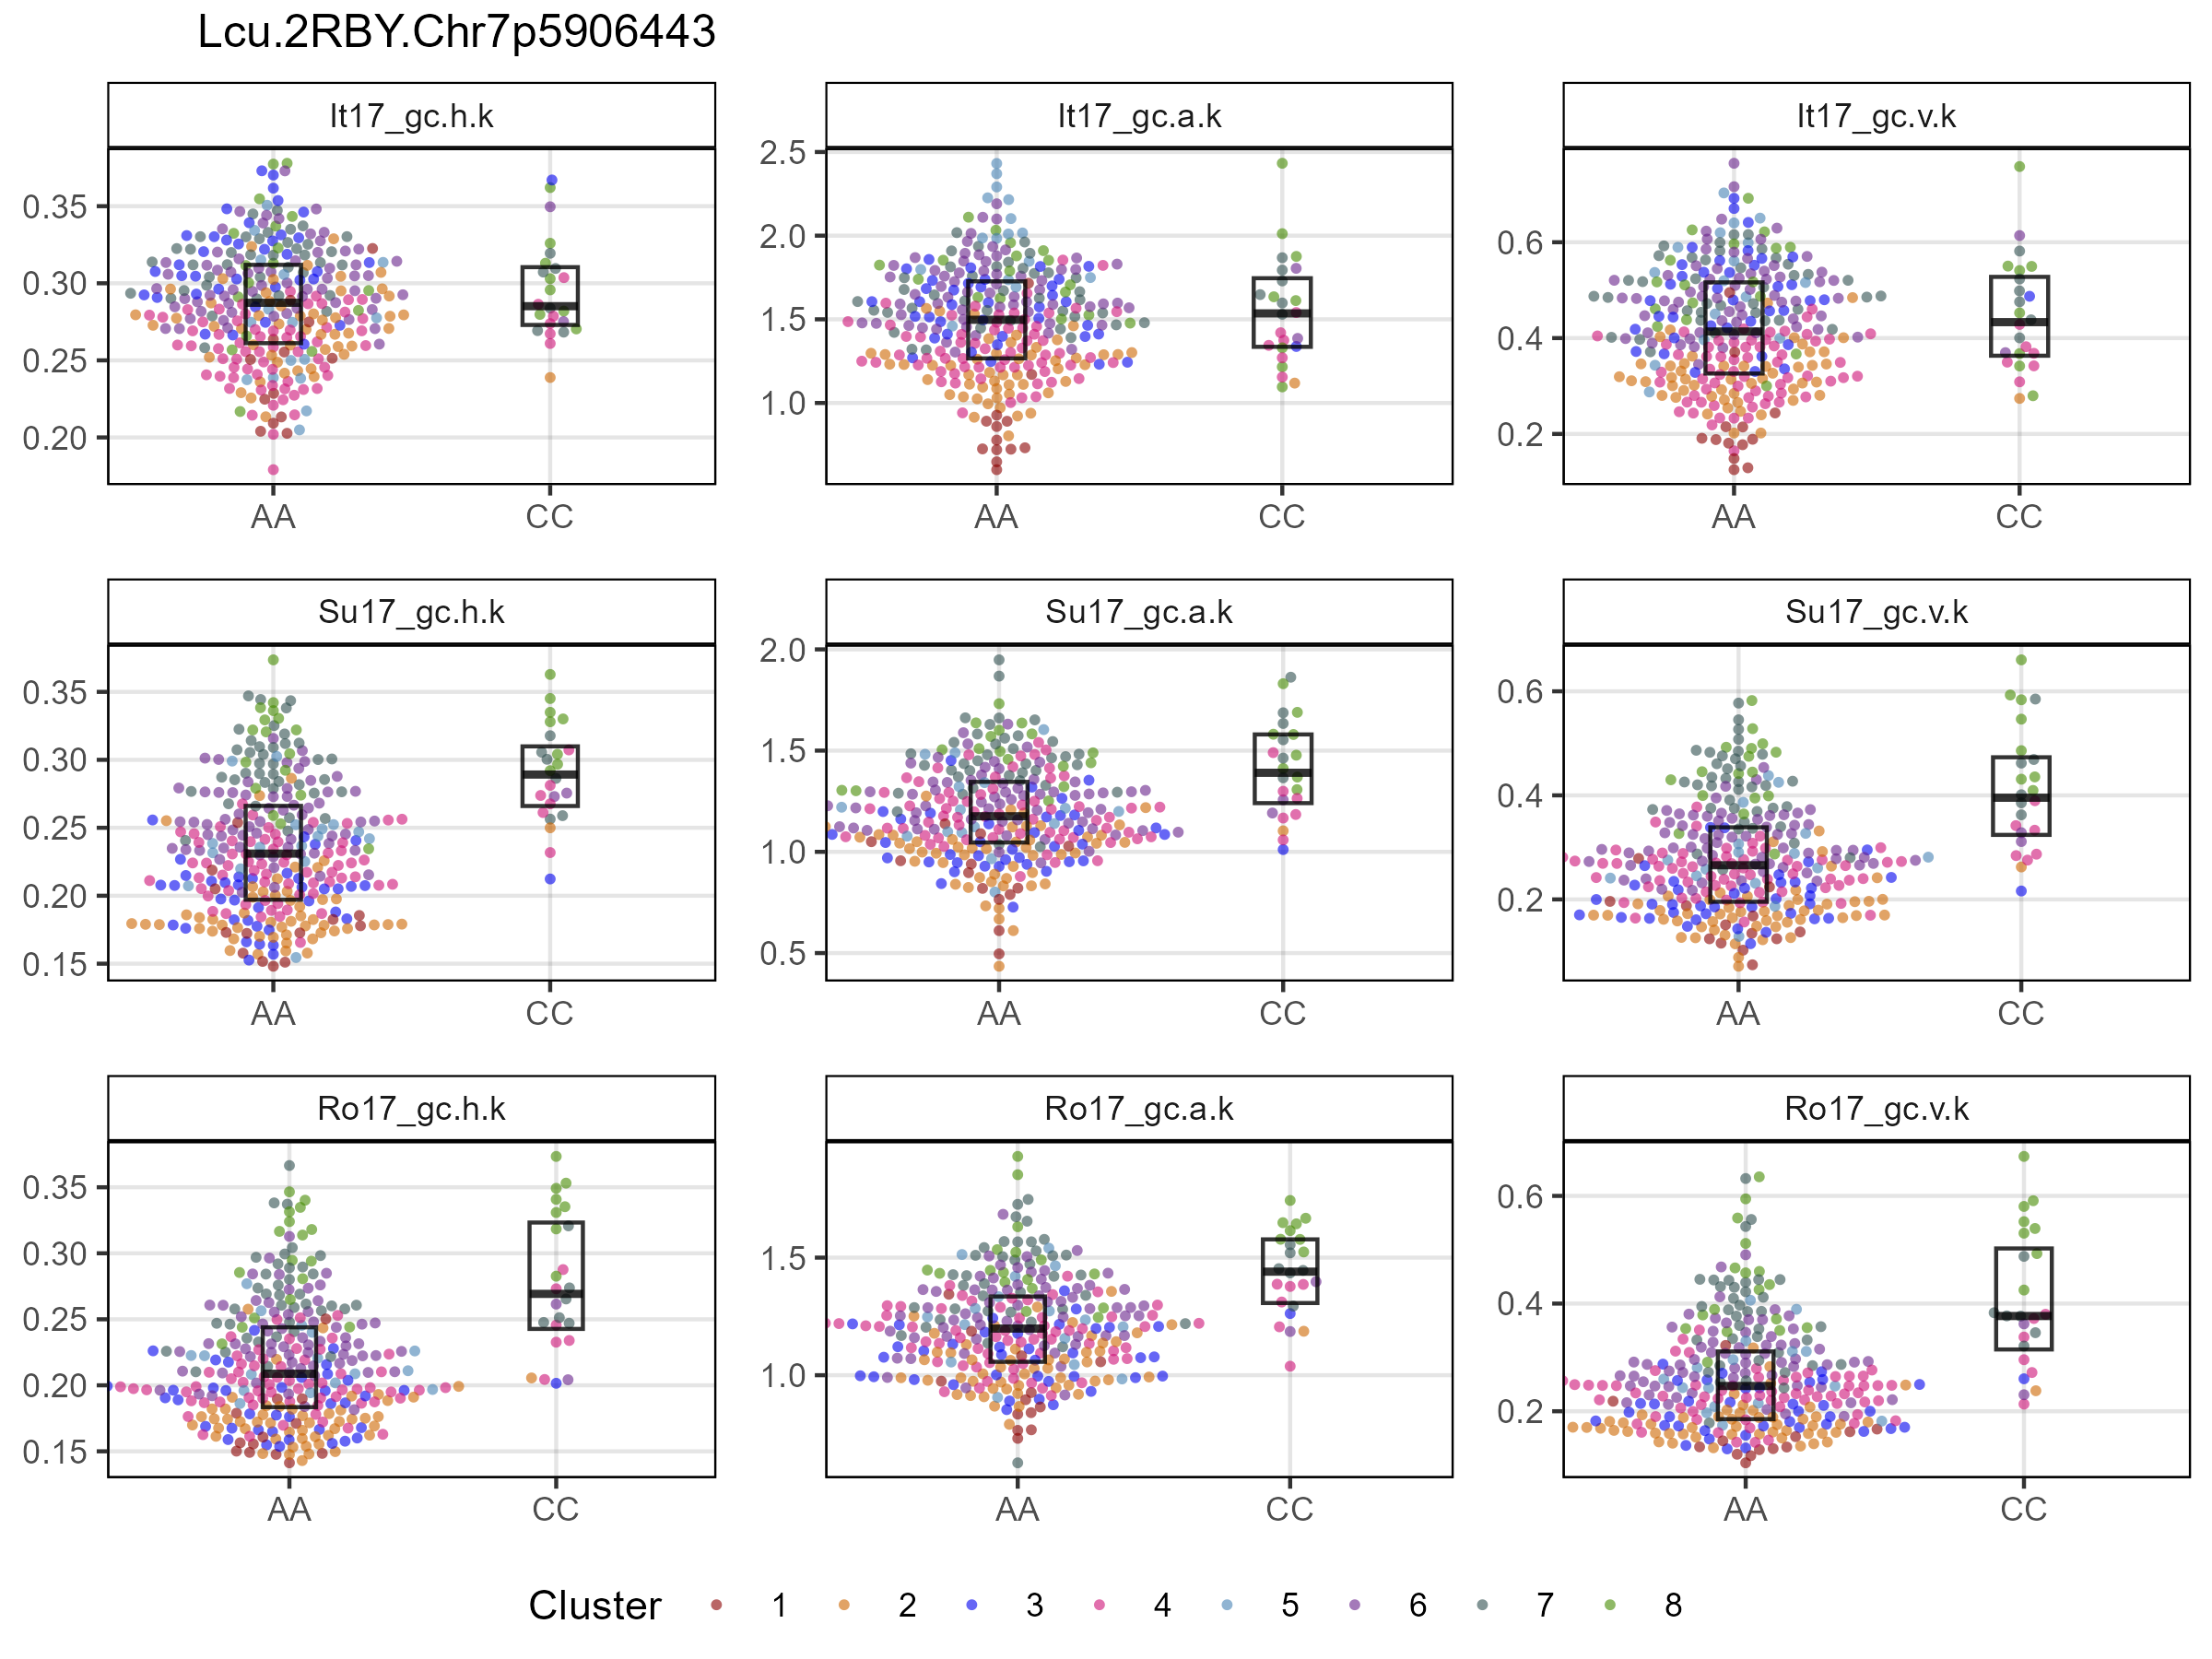 Lcu.2RBY.Chr7p5906443
It17_gc.h.k
It17_gc.a.k
It17_gc.v.k
0.35
0.30
0.25
0.20
2.5
2.0
1.5
1.0
0.6
0.4
0.2
AA CC
AA CC
AA CC
Su17_gc.h.k
Su17_gc.a.k
Su17_gc.v.k
0.35
0.30
0.25
0.20
0.15
2.0
1.5
1.0
0.5
0.6
0.4
0.2
AA CC
AA CC
AA CC
Ro17_gc.h.k
Ro17_gc.a.k
Ro17_gc.v.k
0.35
0.30
0.25
0.20
0.15
1.5
1.0
0.6
0.4
0.2
AA CC
AA CC
AA CC
Cluster 1 2 3 4 5 6 7 8